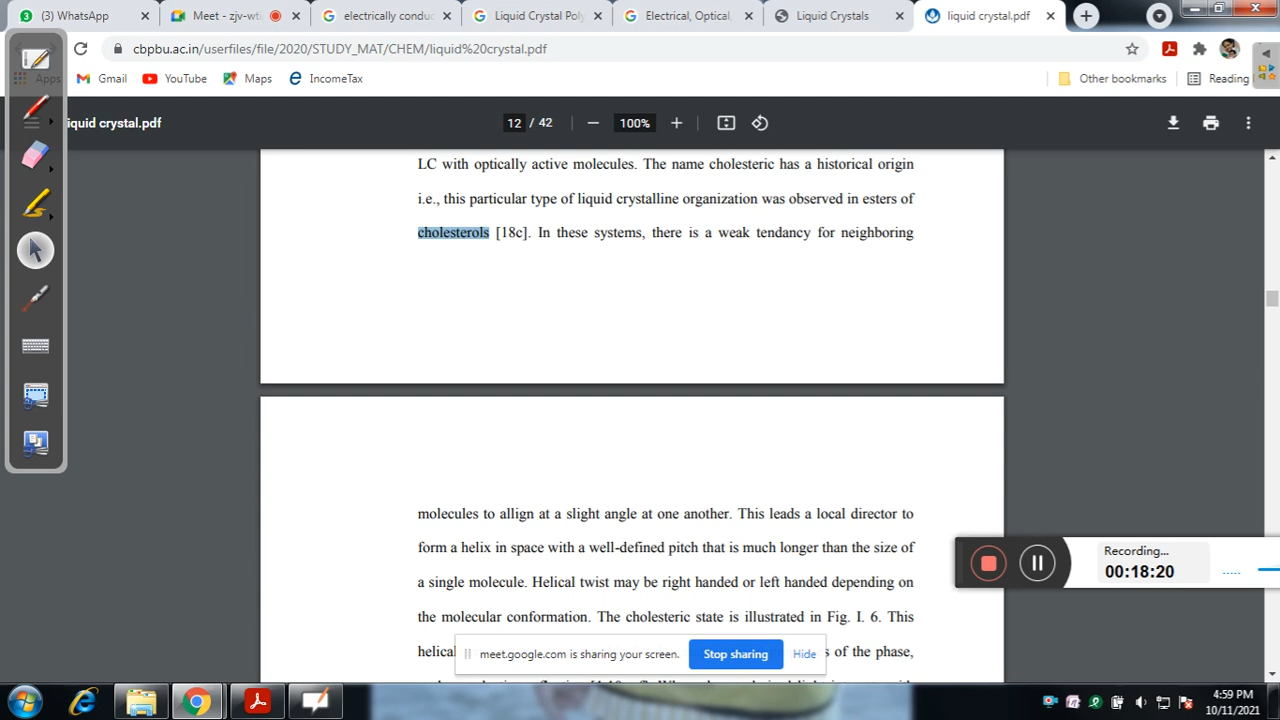 (3) WhatsApp
Meet - zjv-wti
electrically conduc
Liquid Crystal Poly
Electrical, Optical,
Liquid crystals
liquid crystal.pdf
cbpbu.ac.in/userfiles/file/2020/STUDY_MAT/CHEM/liquid%20crystal.pdf
Apps
Gmail
YouTube
Maps
IncomeTax
Other bookmarks
Reading
iquid crystal.pdf
12 / 42
100%
LC with optically active molecules. The name cholesteric has a historical origin
i.e., this particular type of liquid crystalline organization was observed in esters of
cholesterols [18c]. In these systems, there is a weak tendancy for neighboring
molecules to allign at a slight angle at one another. This leads a local director to
form a helix in space with a well-defined pitch that is much longer than the size of
a single molecule. Helical twist may be right handed or left handed depending on
the molecular conformation. The cholesteric state is illustrated in Fig. I. 6. This
helical
s of the phase,
Recording...
00:18:20
meet.google.com is sharing your screen.
Stop sharing
Hide
4:59 PM
10/11/2021